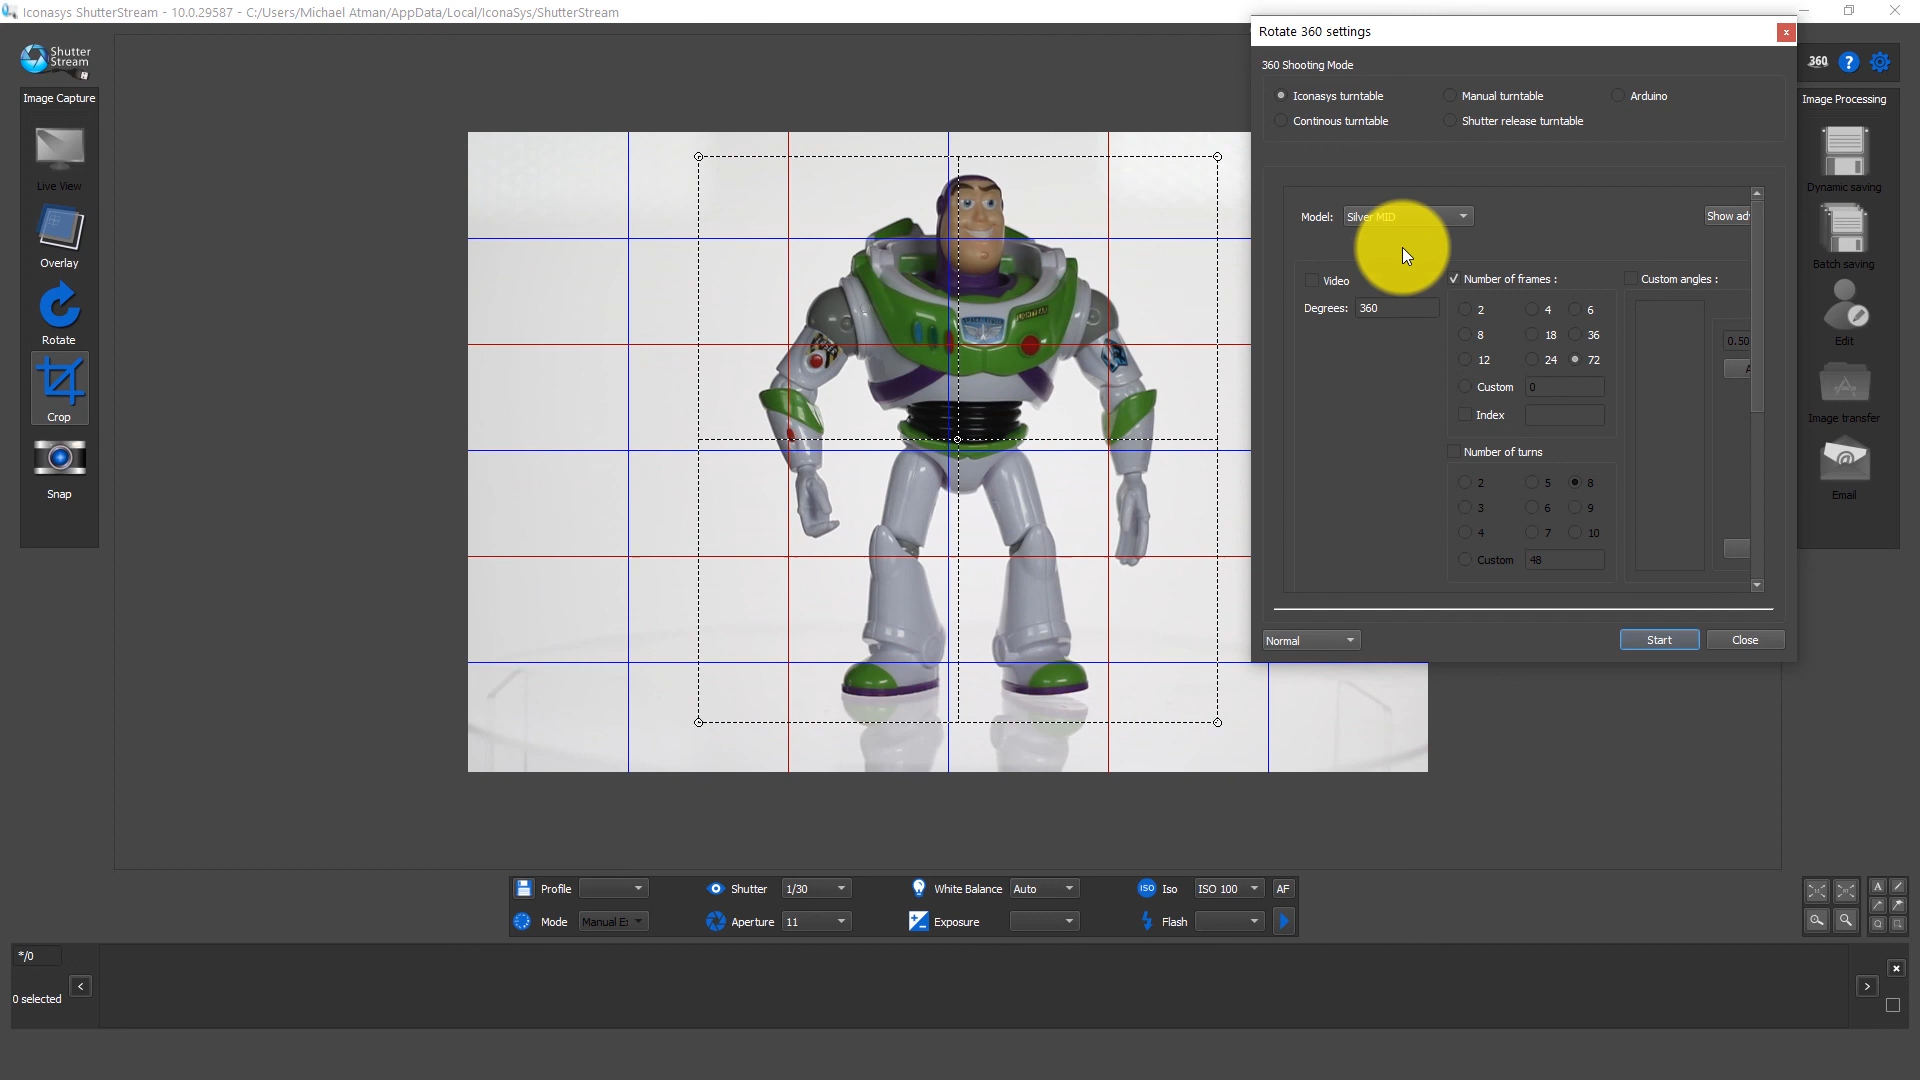 Iconasys ShutterStream - 10.0.29587 - C:/Users/Michael Atman/AppData/Local/IconaSys/ShutterStream
Shutter
Stream
Image Capture
Live View
Overlay
Rotate
Crop
Snap
Rotate 360 settings
x
360 Shooting Mode
Iconasys turntable
Manual turntable
Arduino
Continous turntable
Shutter release turntable
Model:
Silver MID
Show adv
Video
Degrees:
360
Number of frames :
2
4
6
8
18
36
12
24
72
Custom
0
Index
Number of turns
2
5
8
3
6
9
4
7
10
Custom
48
Custom angles :
0.50
A
Normal
Start
Close
360
?
Image Processing
Dynamic saving
Batch saving
Edit
Image transfer
Email
Profile
Shutter
1/30
White Balance
Auto
ISO
Iso
ISO 100
AF
Mode
Manual E
Aperture
11
Exposure
Flash
A
*/0
0 selected
<
>
x